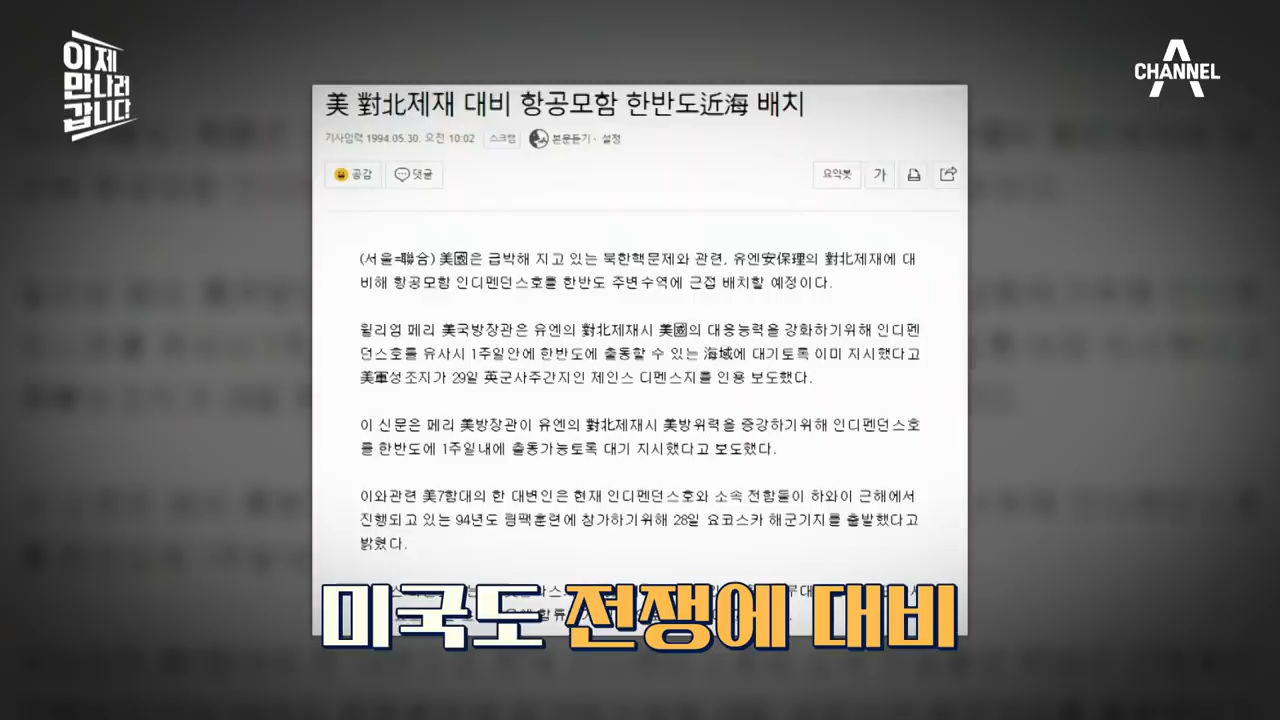 이제
만나러
갑니다
CHANNEL A
美 對北제재 대비 항공모함 한반도近海 배치
기사입력 1994.05.30. 오전 10:02 스크랩 본문듣기 · 설정
공감 댓글 요약봇 가
(서울=聯合) 美國은 급박해 지고 있는 북한핵문제와 관련, 유엔安保理의 對北제재에 대
비해 항공모함 인디펜던스호를 한반도 주변수역에 근접 배치할 예정이다.
윌리엄 페리 美국방장관은 유엔의 對北제재시 美國의 대응능력을 강화하기위해 인디펜
던스호를 유사시 1주일안에 한반도에 출동할 수 있는 海域에 대기토록 이미 지시했다고
美軍성조지가 29일 英군사주간지인 제인스 디펜스지를 인용 보도했다.
이 신문은 페리 美방장관이 유엔의 對北제재시 美방위력을 증강하기위해 인디펜던스호
를 한반도에 1주일내에 출동가능토록 대기 지시했다고 보도했다.
이와관련 美7함대의 한 대변인은 현재 인디펜던스호와 소속 전함들이 하와이 근해에서
진행되고 있는 94년도 림팩훈련에 참가하기위해 28일 요코스카 해군기지를 출발했다고
밝혔다.
미국도 전쟁에 대비